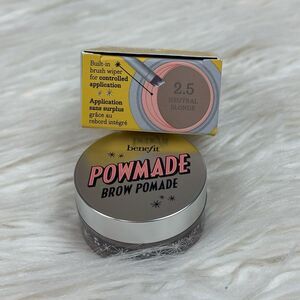 Built-in
brush wiper for
controlled
application
Application
sans surplus
grâce au
rebord intégré
2.5
NEUTRAL
BLONDE
benefit
POWMADE
BROW POMADE